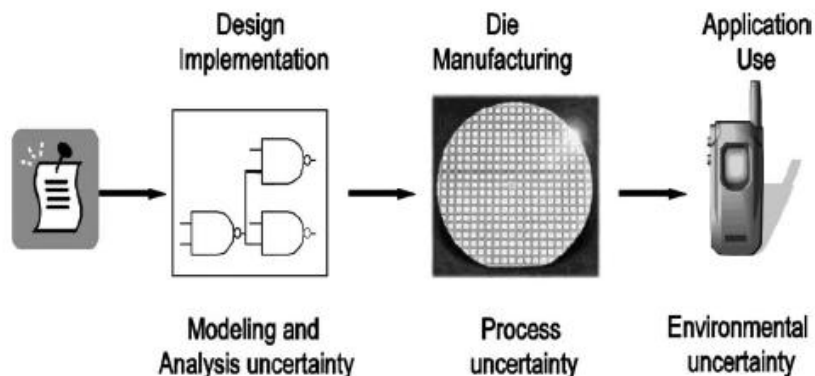 Design
Implementation
Die
Manufacturing
Application
Use
Modeling and
Analysis uncertainty
Process
uncertainty
Environmental
uncertainty